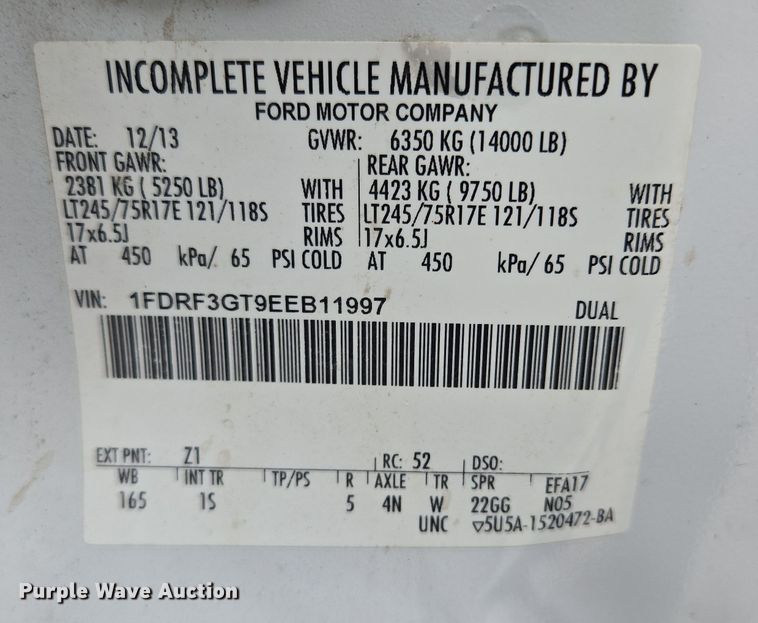 INCOMPLETE VEHICLE MANUFACTURED BY
FORD MOTOR COMPANY
DATE: 12/13 GVWR: 6350 KG (14000 LB)
FRONT GAWR: REAR GAWR:
2381 KG ( 5250 LB) WITH 4423 KG ( 9750 LB) WITH
LT245/75R17E 121/118S TIRES LT245/75R17E 121/118S TIRES
17x6.5J RIMS 17x6.5J RIMS
AT 450 kPa/ 65 PSI COLD AT 450 kPa/ 65 PSI COLD
VIN: 1FDRF3GT9EEB11997 DUAL
EXT PNT: Z1 RC: 52 DSO:
WB INT TR TP/PS R AXLE TR SPR EFA17
165 1S 5 4N W 22GG N05
UNC ▽5U5A-1520472-BA
Purple Wave Auction